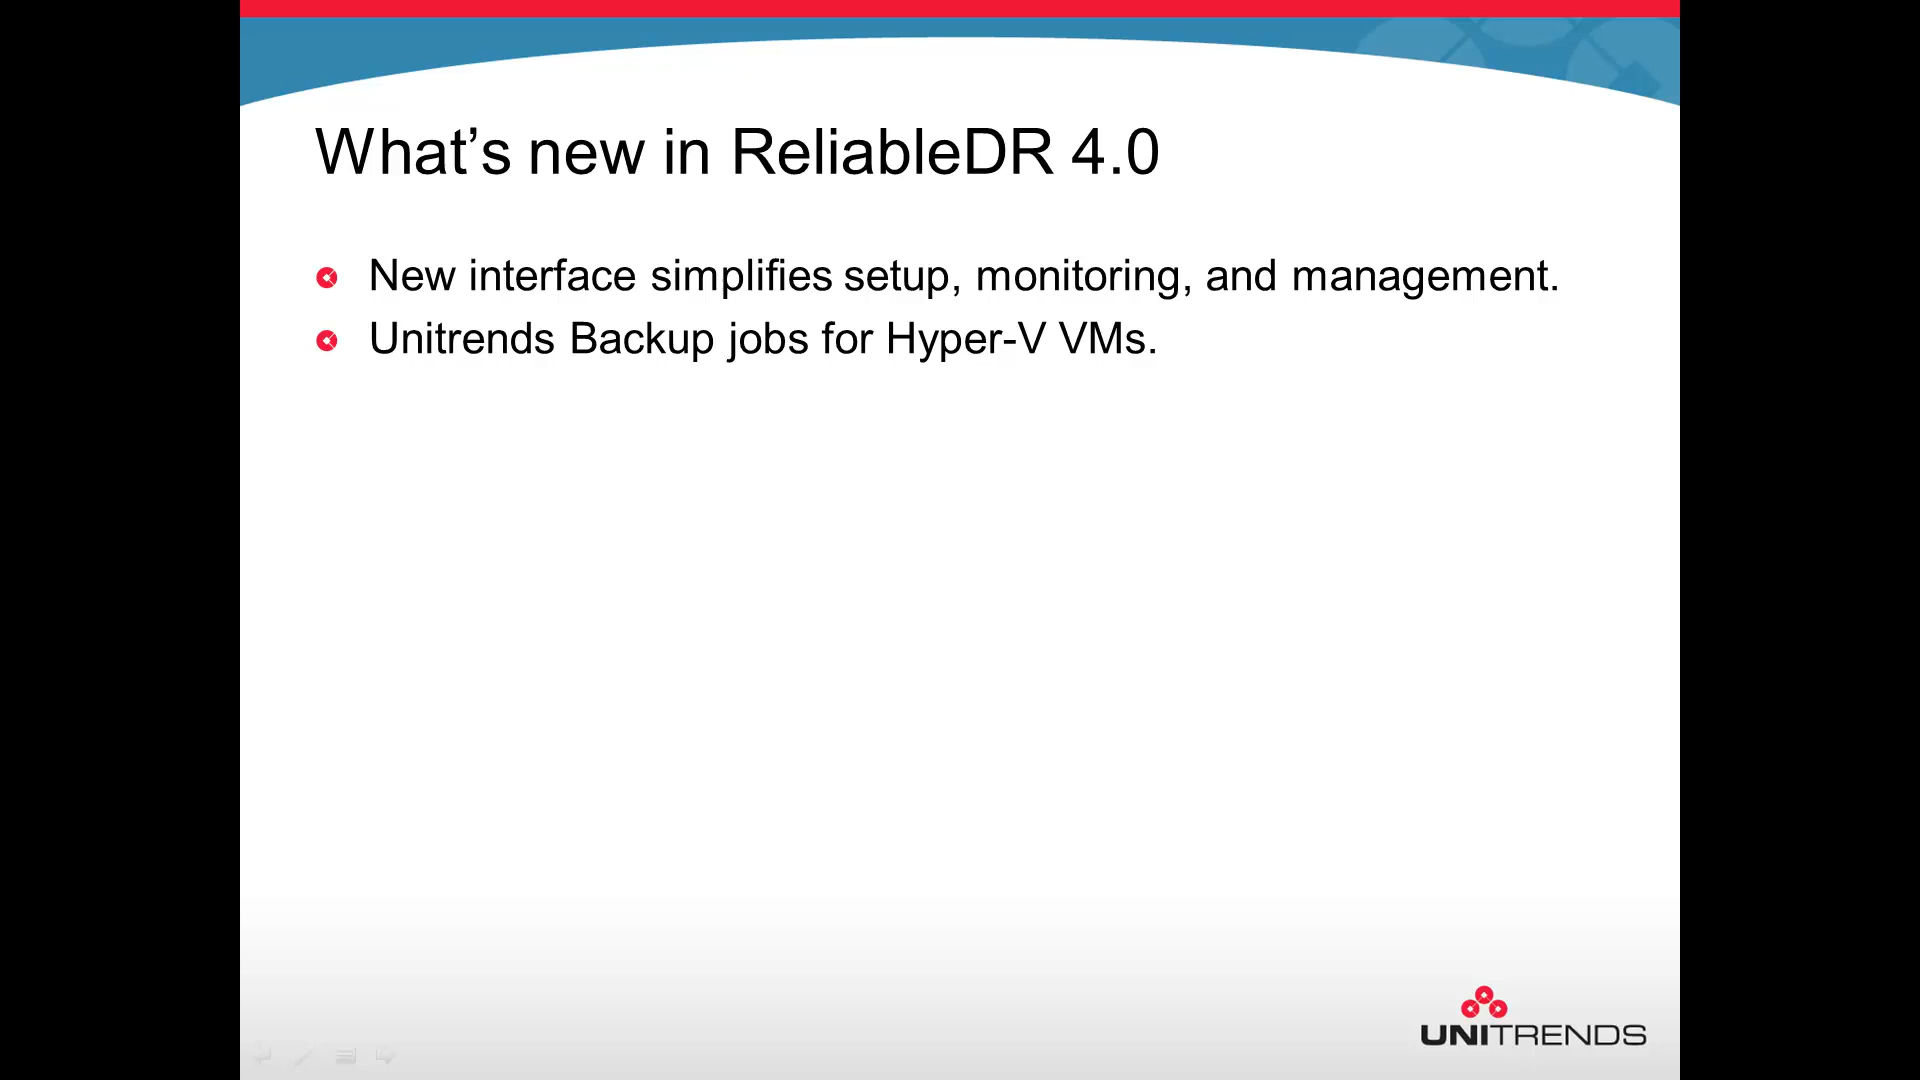 What’s new in ReliableDR 4.0
New interface simplifies setup, monitoring, and management.
Unitrends Backup jobs for Hyper-V VMs.
UNITRENDS